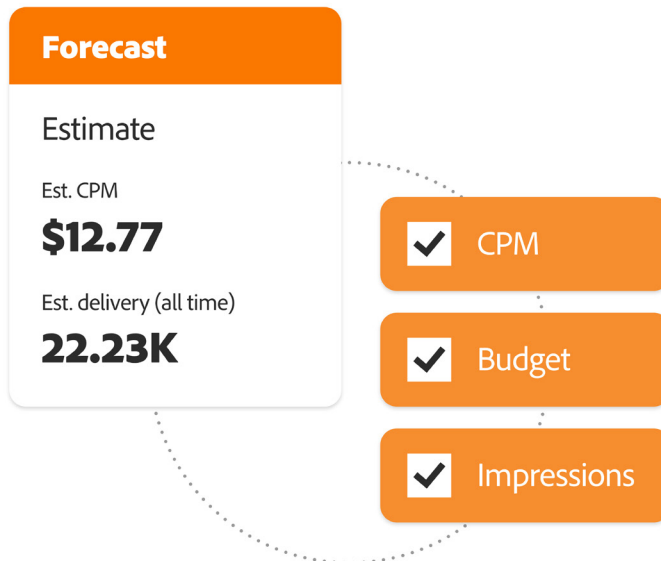 Forecast
Estimate
Est. CPM
$12.77
Est. delivery (all time)
22.23K
CPM
Budget
Impressions